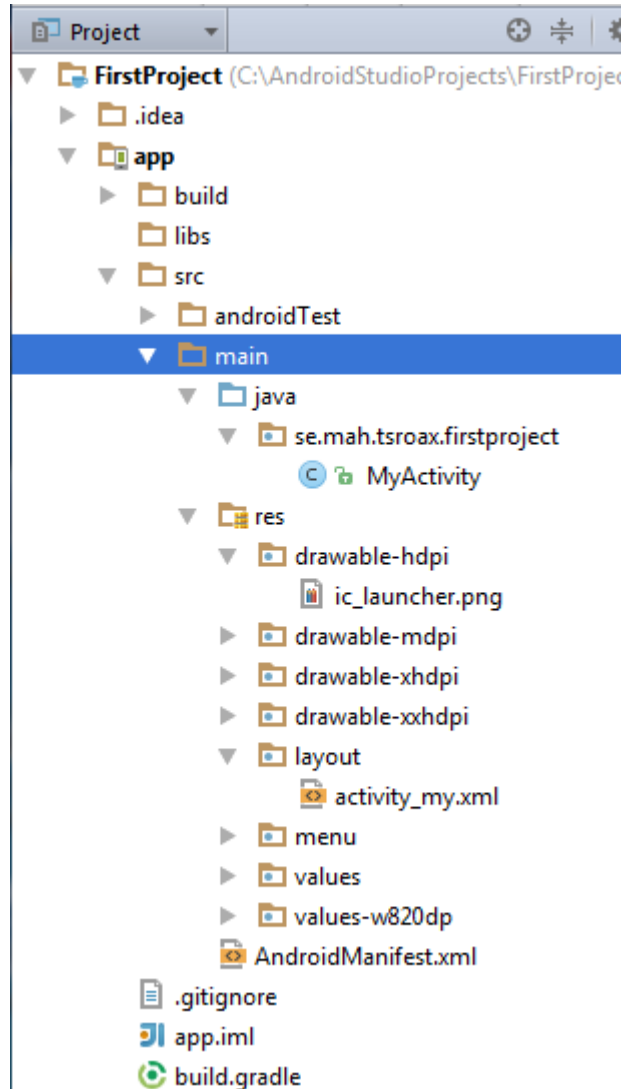 Project
FirstProject (C:\AndroidStudioProjects\FirstProjec
.idea
app
build
libs
src
androidTest
main
java
se.mah.tsroax.firstproject
C MyActivity
res
drawable-hdpi
ic_launcher.png
drawable-mdpi
drawable-xhdpi
drawable-xxhdpi
layout
activity_my.xml
menu
values
values-w820dp
AndroidManifest.xml
.gitignore
app.iml
build.gradle